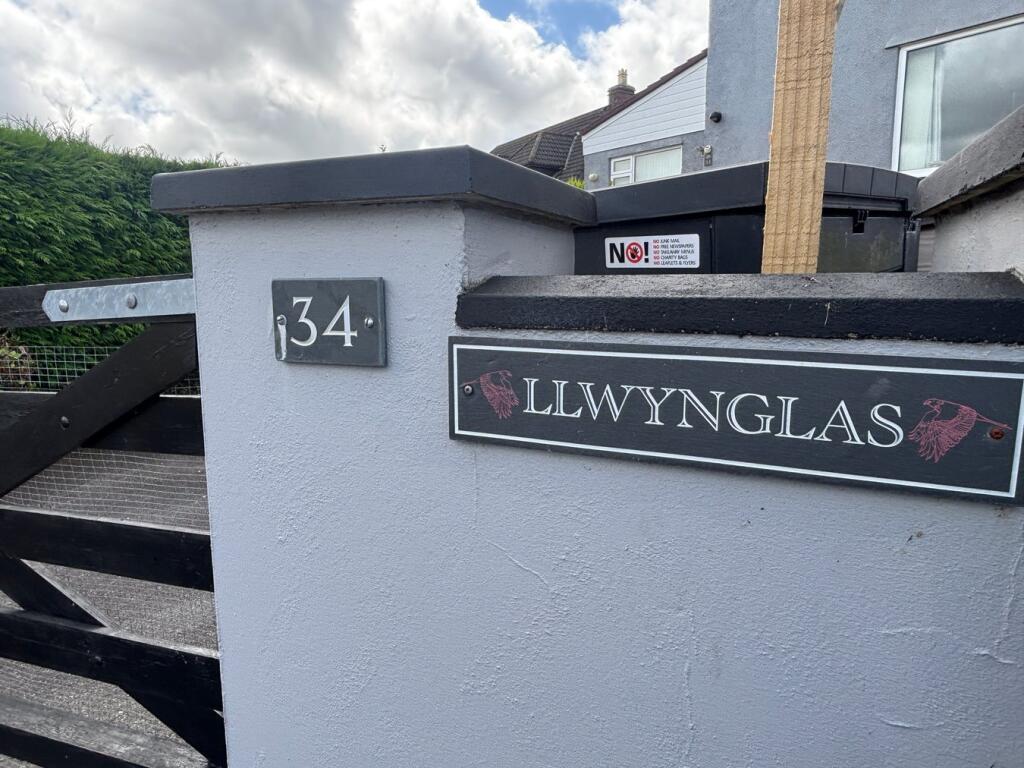 NO!
NO JUNK MAIL
NO FREE NEWSPAPERS
NO TAKEAWAY MENUS
NO CHARITY BAGS
NO LEAFLETS & FLYERS
34
LLWYNGLAS